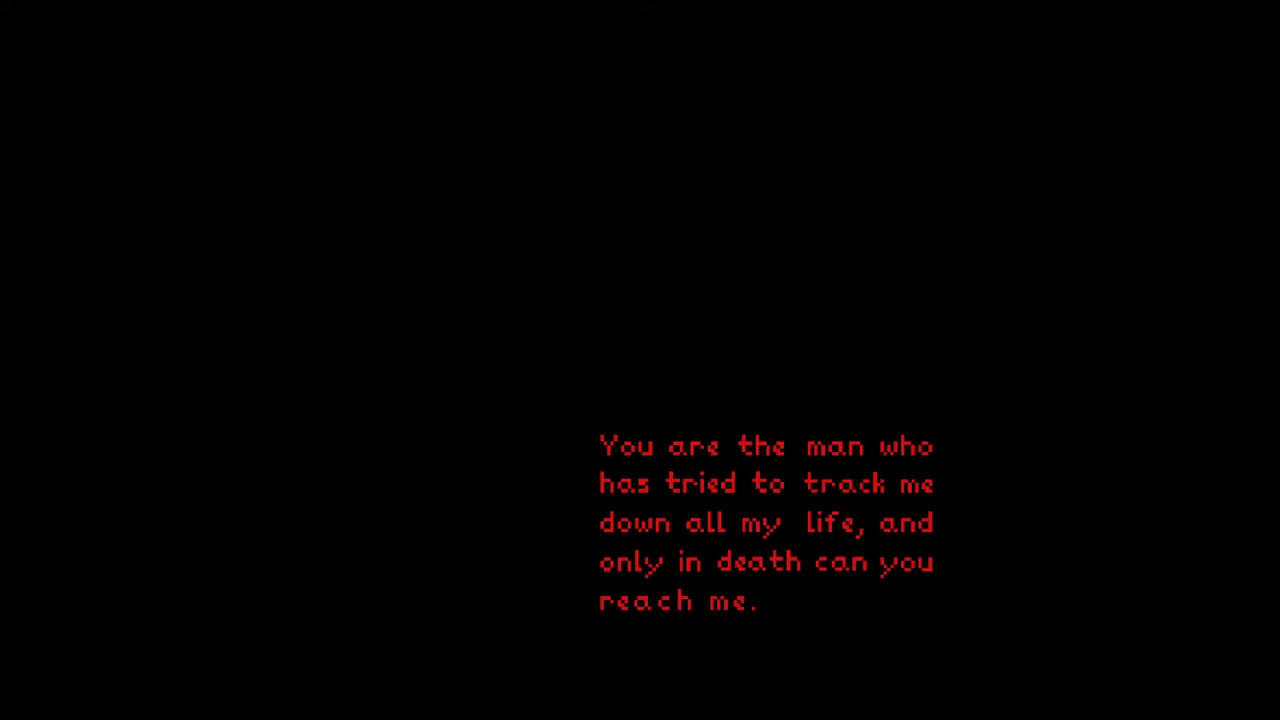 You are the man who
has tried to track me
down all my life, and
only in death can you
reach me.